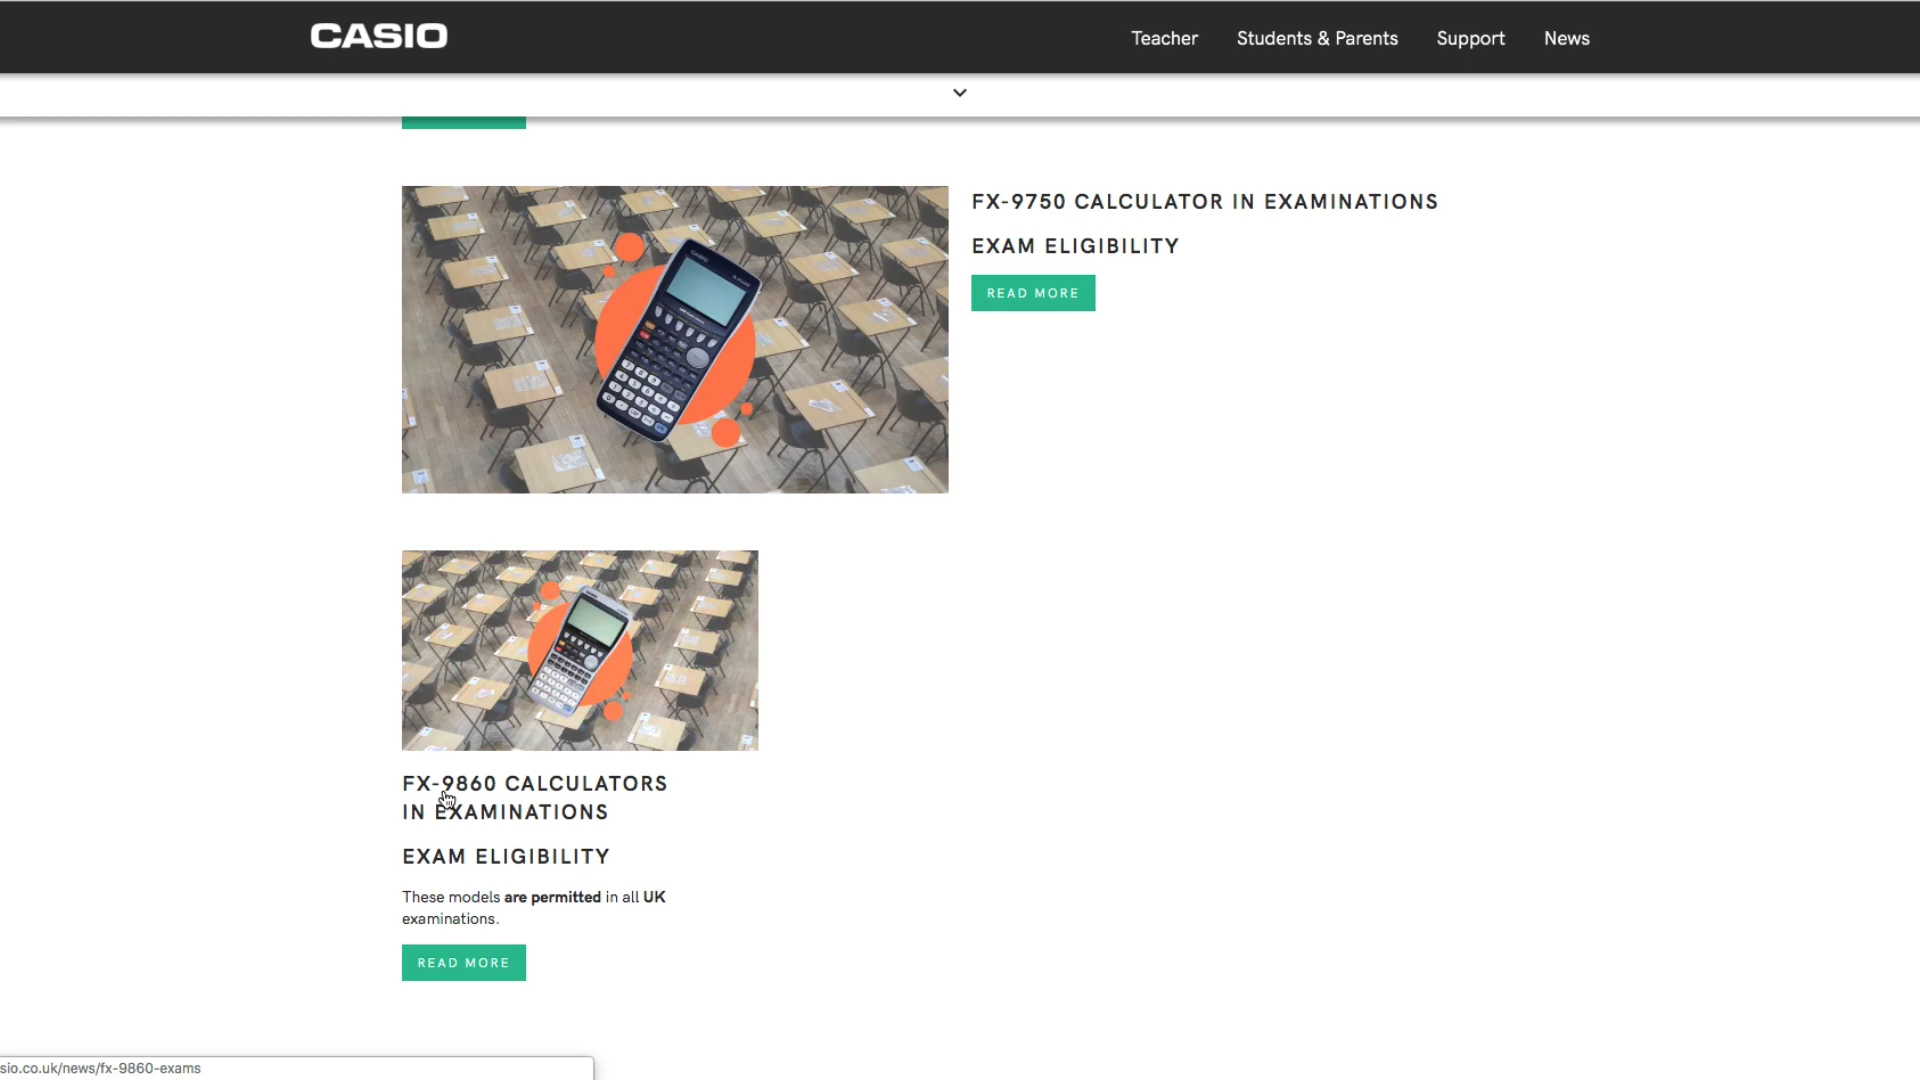 CASIO
Teacher
Students & Parents
Support
News
FX-9750 CALCULATOR IN EXAMINATIONS
EXAM ELIGIBILITY
READ MORE
FX-9860 CALCULATORS
IN EXAMINATIONS
EXAM ELIGIBILITY
These models are permitted in all UK
examinations.
READ MORE
sio.co.uk/news/fx-9860-exams